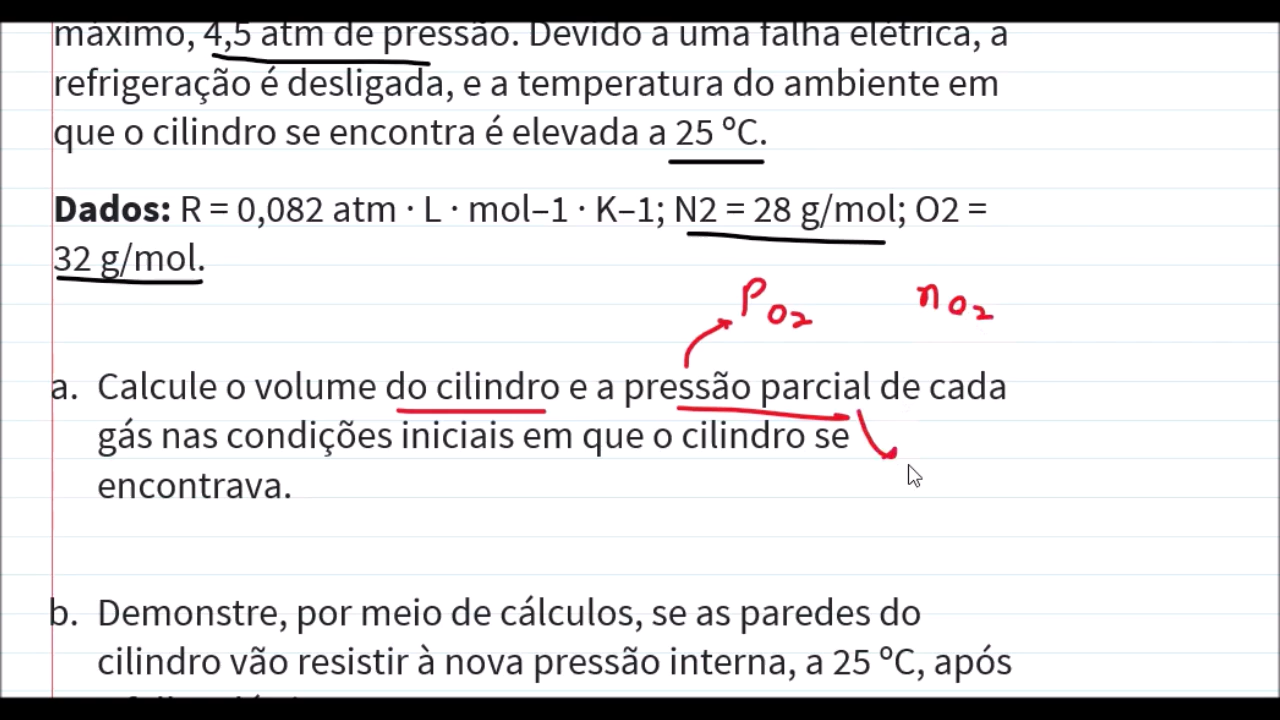 máximo, 4,5 atm de pressão. Devido a uma falha elétrica, a
refrigeração é desligada, e a temperatura do ambiente em
que o cilindro se encontra é elevada a 25 ºC.
Dados: R = 0,082 atm · L · mol–1 · K–1; N2 = 28 g/mol; O2 =
32 g/mol.
PO2 nO2
a. Calcule o volume do cilindro e a pressão parcial de cada
gás nas condições iniciais em que o cilindro se
encontrava.
b. Demonstre, por meio de cálculos, se as paredes do
cilindro vão resistir à nova pressão interna, a 25 ºC, após